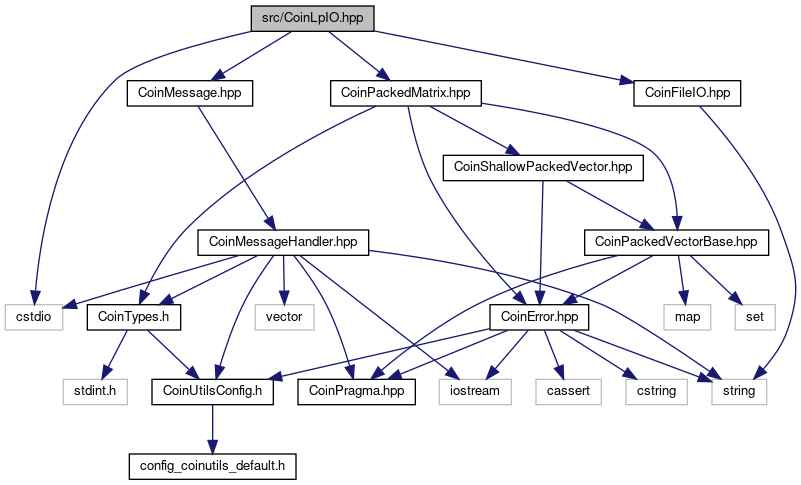 src/CoinLpIO.hpp
CoinMessage.hpp
CoinPackedMatrix.hpp
CoinFileIO.hpp
CoinShallowPackedVector.hpp
CoinMessageHandler.hpp
CoinPackedVectorBase.hpp
cstdio
CoinTypes.h
vector
CoinError.hpp
map
set
stdint.h
CoinUtilsConfig.h
CoinPragma.hpp
iostream
cassert
cstring
string
config_coinutils_default.h